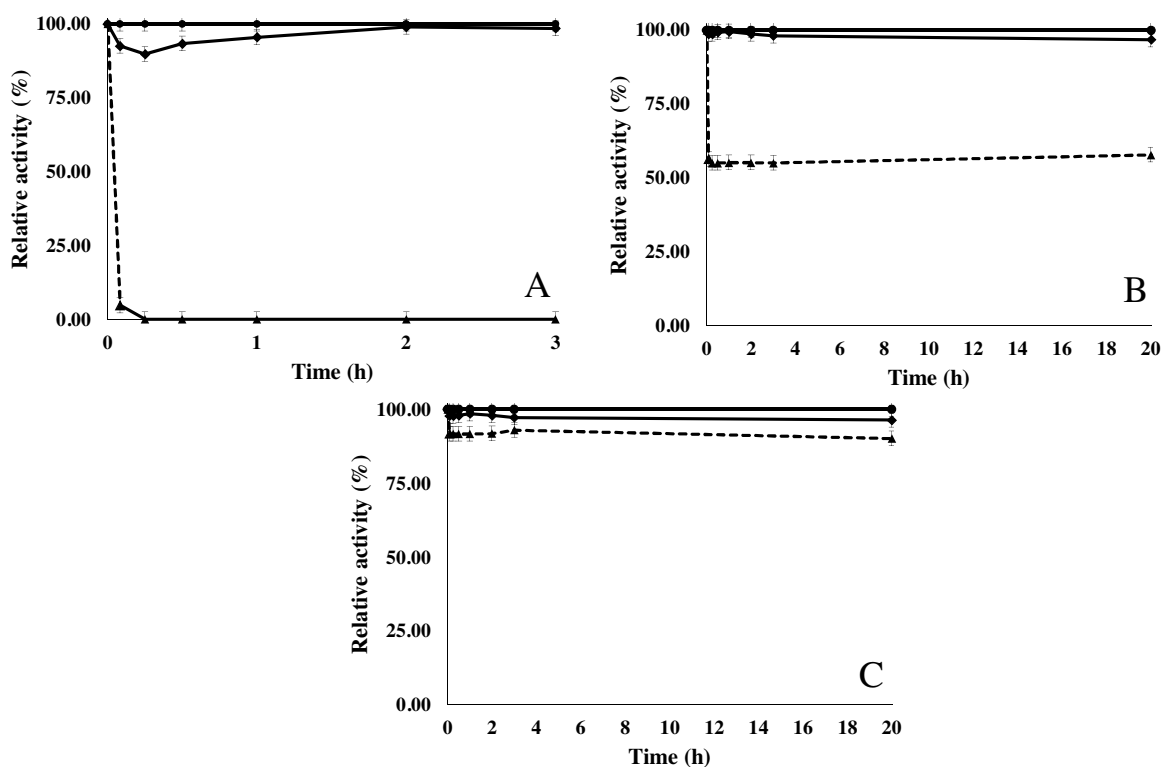 100.00
75.00
50.00
25.00
0.00
Relative activity (%)
0 1 2 3
Time (h)
A
100.00
75.00
50.00
25.00
0.00
Relative activity (%)
0 2 4 6 8 10 12 14 16 18 20
Time (h)
B
100.00
75.00
50.00
25.00
0.00
Relative activity (%)
0 2 4 6 8 10 12 14 16 18 20
Time (h)
C